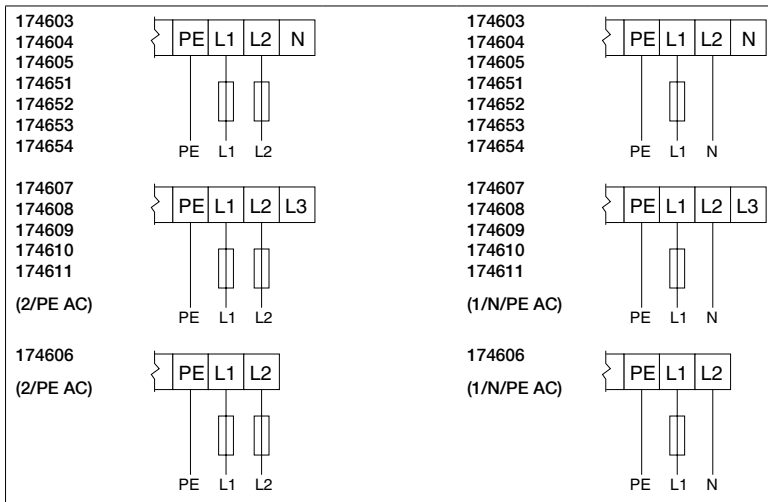 174603
174604
174605
174651
174652
174653
174654
PE L1 L2 N
PE L1 L2
174603
174604
174605
174651
174652
174653
174654
PE L1 L2 N
PE L1 N
174607
174608
174609
174610
174611
(2/PE AC)
PE L1 L2 L3
PE L1 L2
174607
174608
174609
174610
174611
(1/N/PE AC)
PE L1 L2 L3
PE L1 N
174606
(2/PE AC)
PE L1 L2
PE L1 L2
174606
(1/N/PE AC)
PE L1 L2
PE L1 N